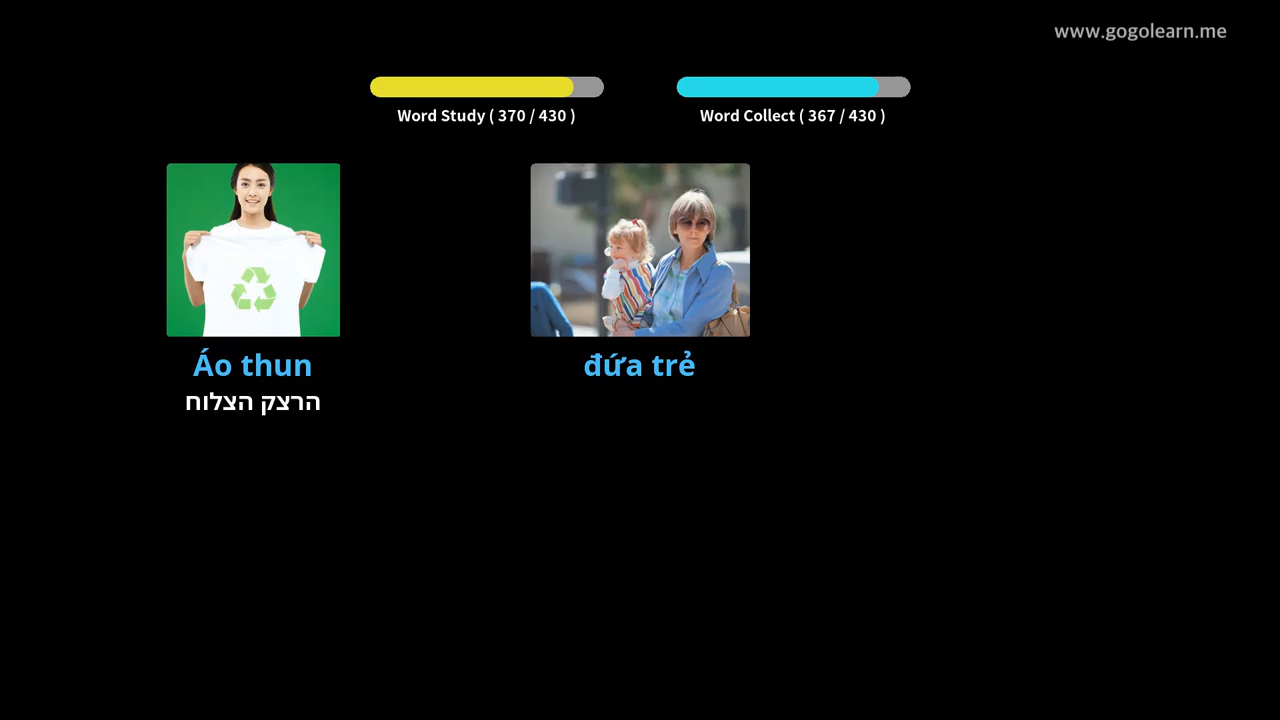 www.gogolearn.me
Word Study ( 370 / 430 )
Word Collect ( 367 / 430 )
Áo thun
הרצק הצלוח
đứa trẻ